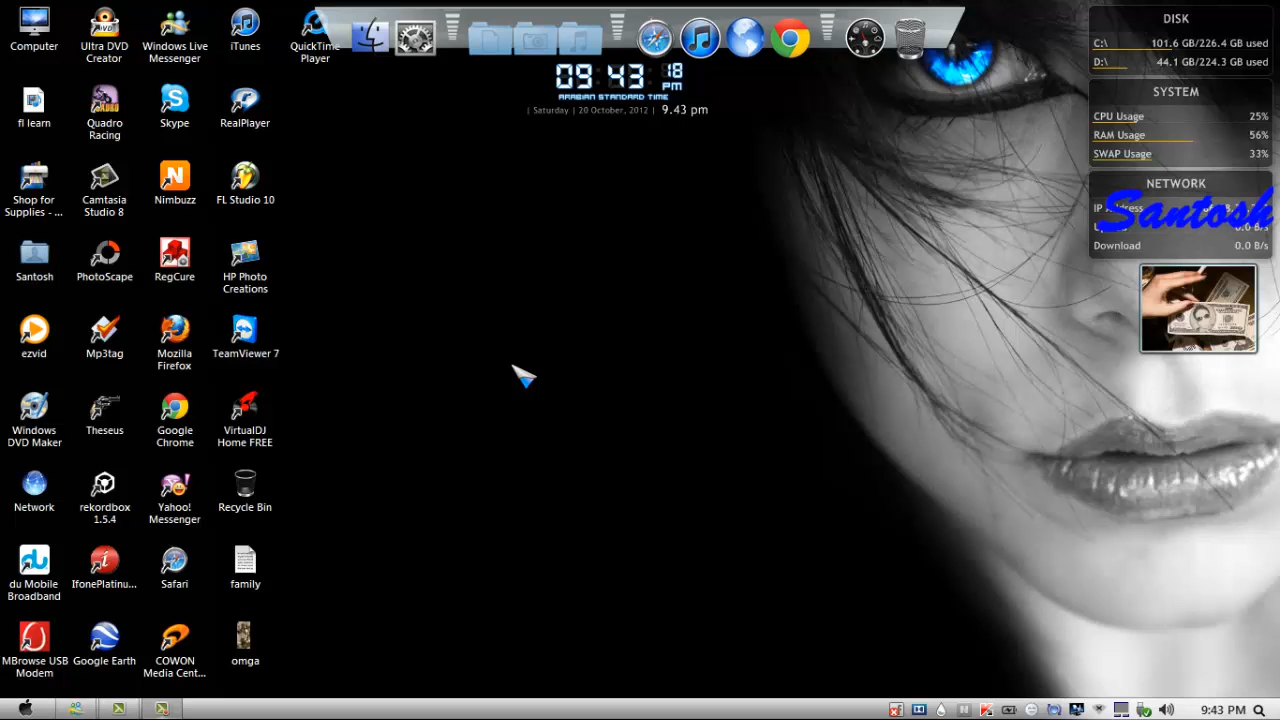 Computer
Ultra DVD
Creator
Windows Live
Messenger
iTunes
QuickTime
Player
fl learn
Quadro
Racing
Skype
RealPlayer
Shop for
Supplies - ...
Camtasia
Studio 8
Nimbuzz
FL Studio 10
Santosh
PhotoScape
RegCure
HP Photo
Creations
ezvid
Mp3tag
Mozilla
Firefox
TeamViewer 7
Windows
DVD Maker
Theseus
Google
Chrome
VirtualDJ
Home FREE
Network
rekordbox
1.5.4
Yahoo!
Messenger
Recycle Bin
du Mobile
Broadband
IfonePlatinu...
Safari
family
MBrowse USB
Modem
Google Earth
COWON
Media Cent...
omga
09 43 18 PM
ARABIAN STANDARD TIME
( Saturday | 20 October, 2012 ) 9.43 pm
DISK
C:\ 101.6 GB/226.4 GB used
D:\ 44.1 GB/224.3 GB used
SYSTEM
CPU Usage 25%
RAM Usage 56%
SWAP Usage 33%
NETWORK
Santosh
0.0 B/s
Download 0.0 B/s
9:43 PM